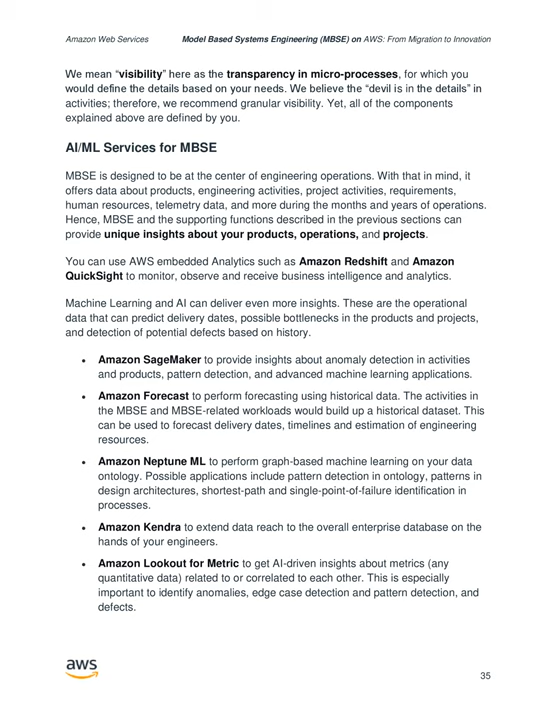 Amazon Web Services Model Based Systems Engineering (MBSE) on AWS: From Migration to Innovation
We mean “visibility” here as the transparency in micro-processes, for which you
would define the details based on your needs. We believe the “devil is in the details” in
activities; therefore, we recommend granular visibility. Yet, all of the components
explained above are defined by you.
AI/ML Services for MBSE
MBSE is designed to be at the center of engineering operations. With that in mind, it
offers data about products, engineering activities, project activities, requirements,
human resources, telemetry data, and more during the months and years of operations.
Hence, MBSE and the supporting functions described in the previous sections can
provide unique insights about your products, operations, and projects.
You can use AWS embedded Analytics such as Amazon Redshift and Amazon
QuickSight to monitor, observe and receive business intelligence and analytics.
Machine Learning and AI can deliver even more insights. These are the operational
data that can predict delivery dates, possible bottlenecks in the products and projects,
and detection of potential defects based on history.
• Amazon SageMaker to provide insights about anomaly detection in activities
and products, pattern detection, and advanced machine learning applications.
• Amazon Forecast to perform forecasting using historical data. The activities in
the MBSE and MBSE-related workloads would build up a historical dataset. This
can be used to forecast delivery dates, timelines and estimation of engineering
resources.
• Amazon Neptune ML to perform graph-based machine learning on your data
ontology. Possible applications include pattern detection in ontology, patterns in
design architectures, shortest-path and single-point-of-failure identification in
processes.
• Amazon Kendra to extend data reach to the overall enterprise database on the
hands of your engineers.
• Amazon Lookout for Metric to get AI-driven insights about metrics (any
quantitative data) related to or correlated to each other. This is especially
important to identify anomalies, edge case detection and pattern detection, and
defects.
aws
35